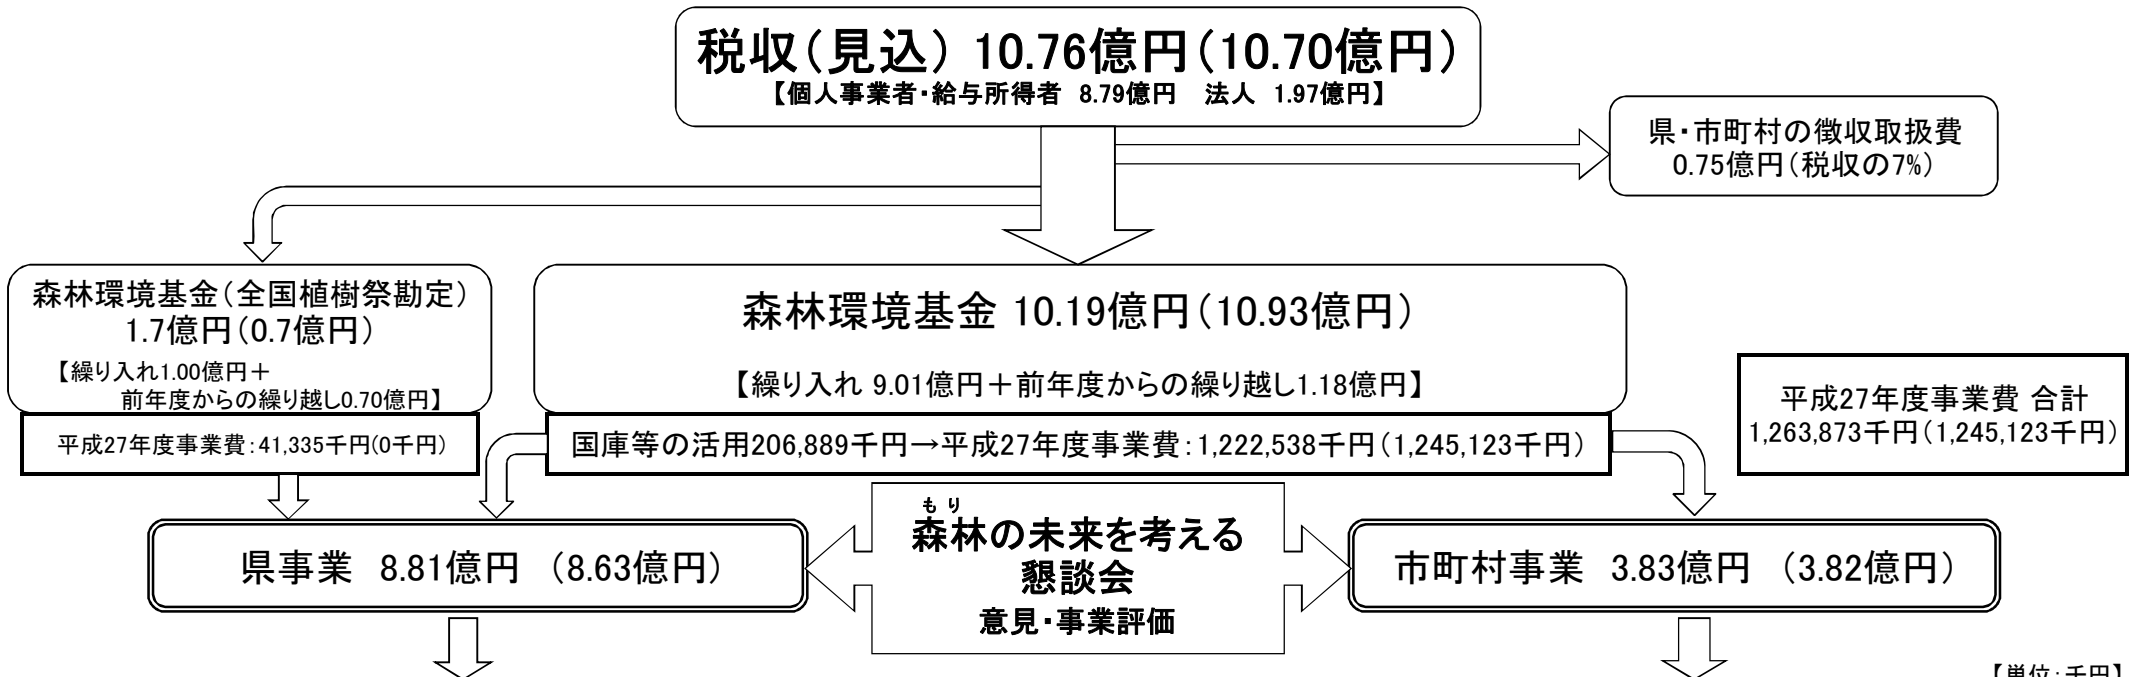 税収(見込) 10.76億円(10.70億円)
【個人事業者・給与所得者 8.79億円 法人 1.97億円】
県・市町村の徴収取扱費
0.75億円(税収の7%)
森林環境基金(全国植樹祭勘定)
1.7億円(0.7億円)
【繰り入れ1.00億円+
前年度からの繰り越し0.70億円】
平成27年度事業費:41,335千円(0千円)
森林環境基金 10.19億円(10.93億円)
【繰り入れ 9.01億円+前年度からの繰り越し1.18億円】
国庫等の活用206,889千円→平成27年度事業費:1,222,538千円(1,245,123千円)
平成27年度事業費 合計
1,263,873千円(1,245,123千円)
県事業 8.81億円 (8.63億円)
もり
森林の未来を考える
懇談会
意見・事業評価
市町村事業 3.83億円 (3.82億円)
【単位:千円】